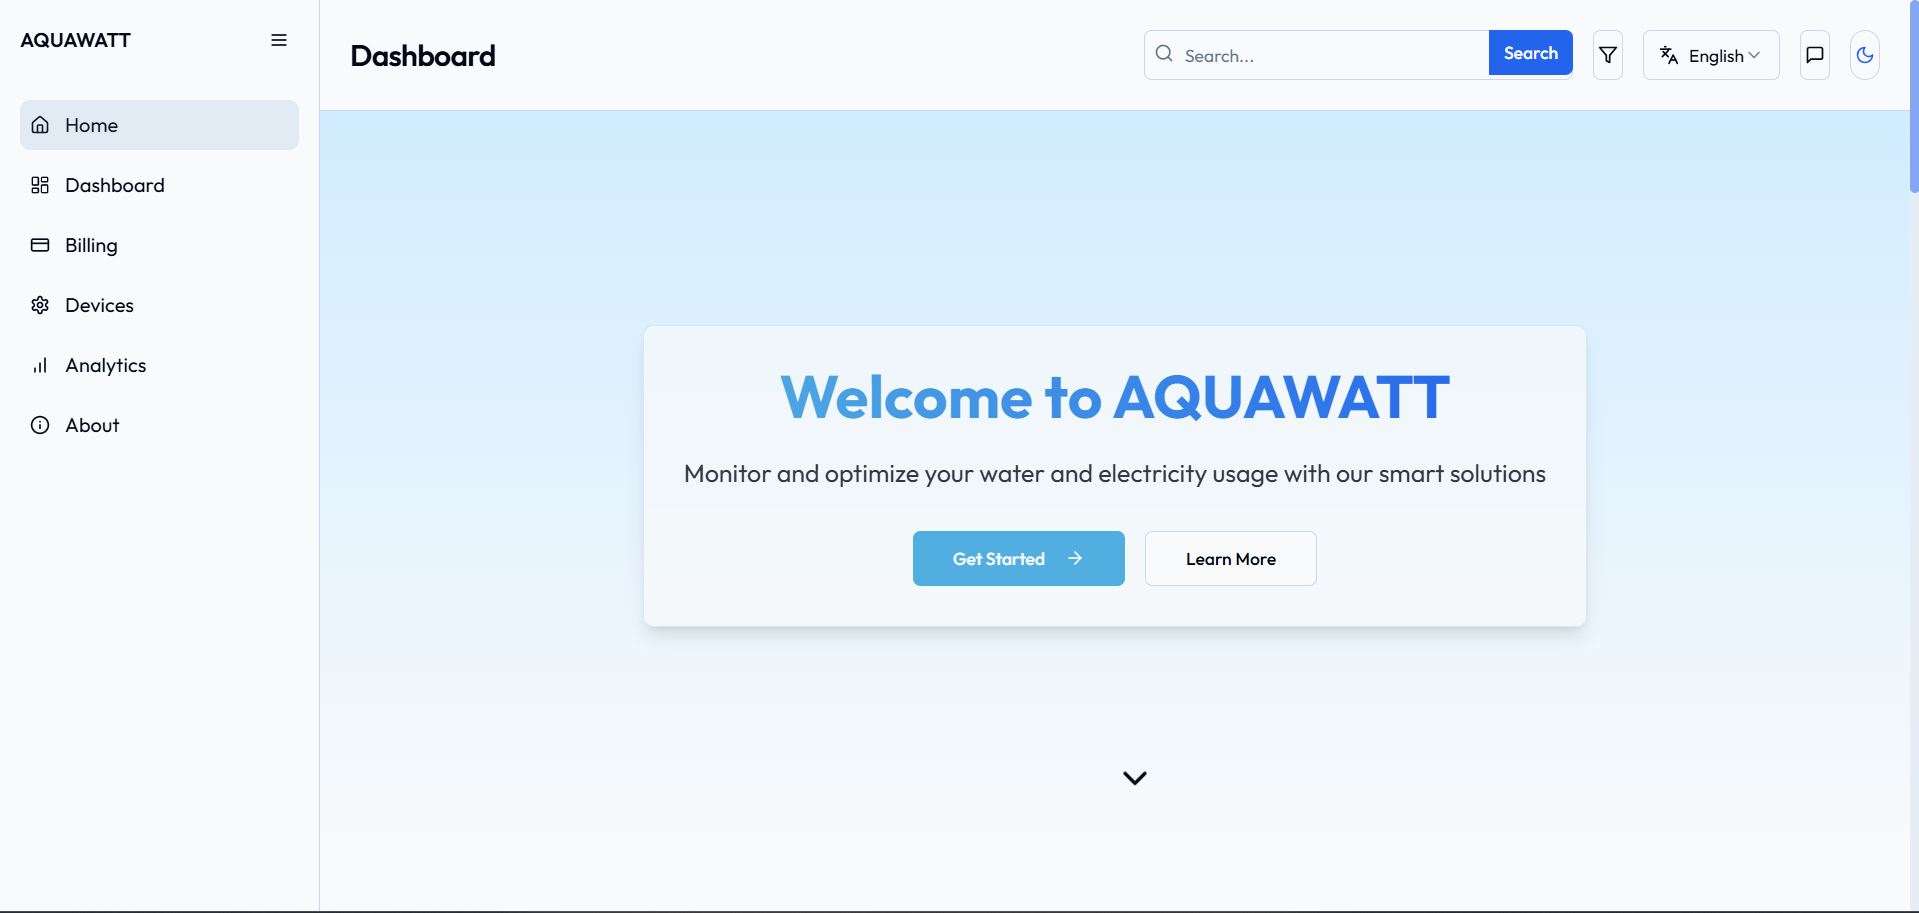 AQUAWATT
Home
Dashboard
Billing
Devices
Analytics
About
Dashboard
Search...
Search
English
Welcome to AQUAWATT
Monitor and optimize your water and electricity usage with our smart solutions
Get Started
Learn More